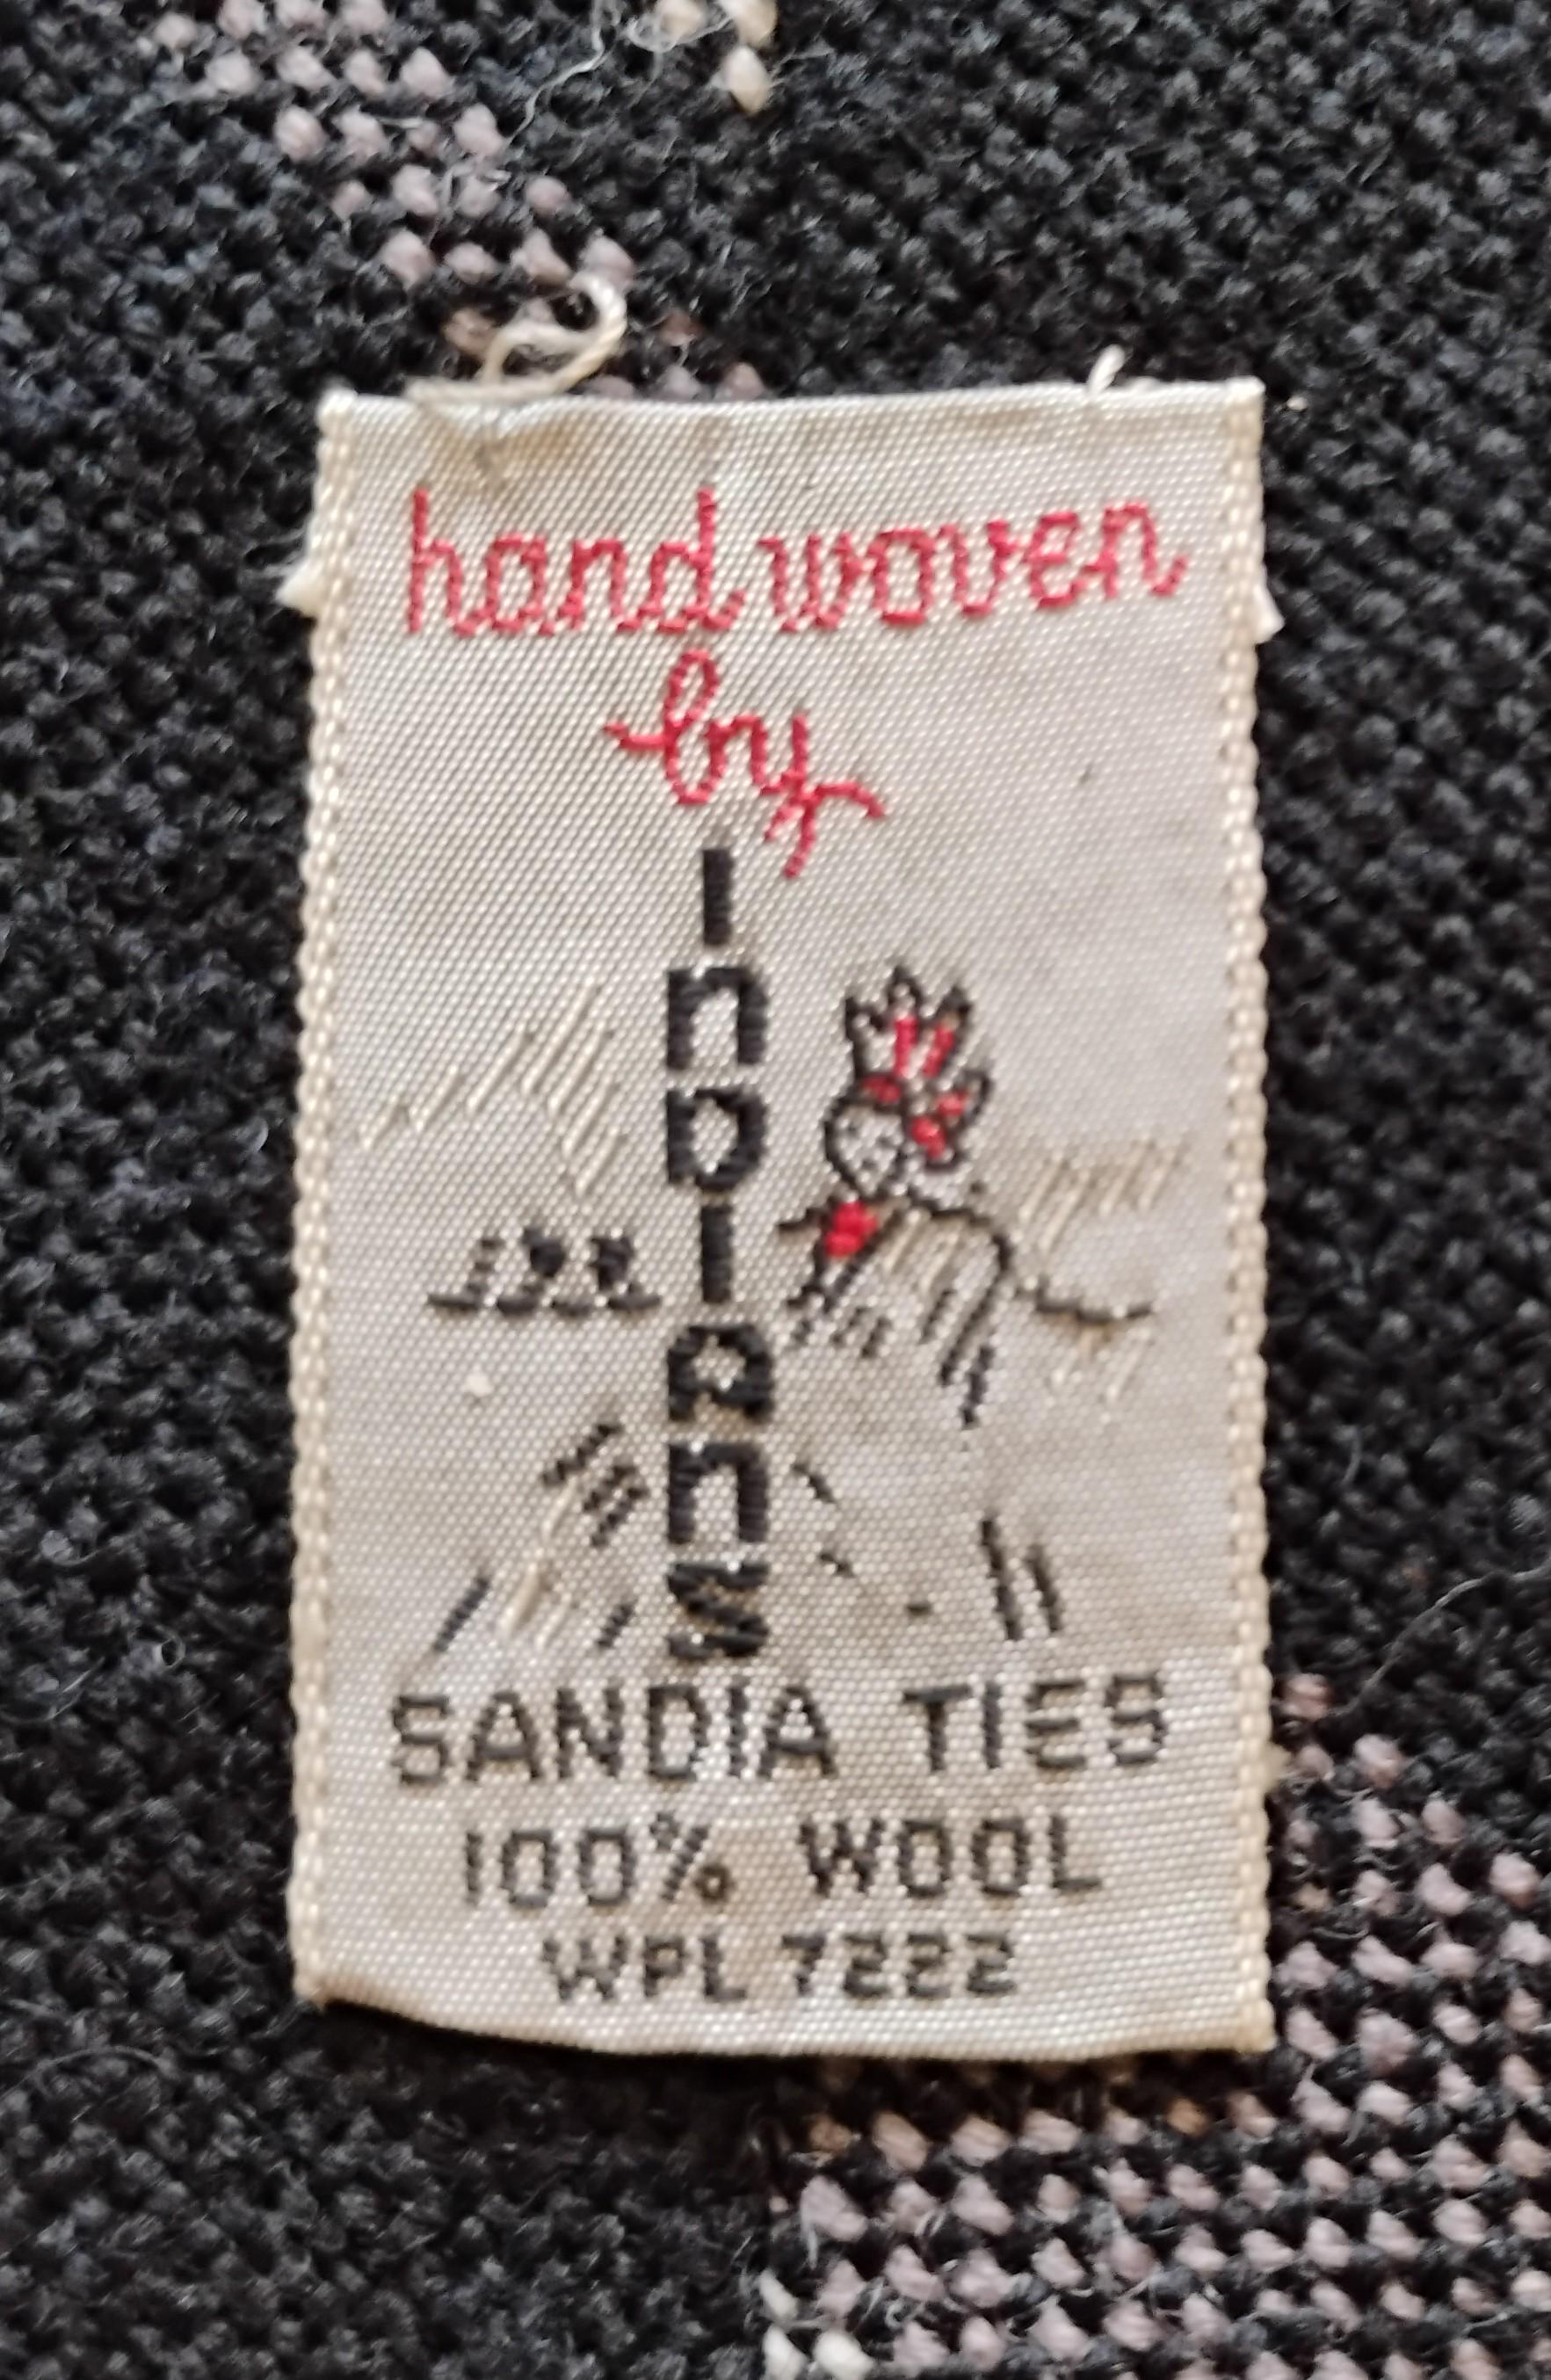 hand woven
by
INDIANS
SANDIA TIES
100% WOOL
WPL 7222